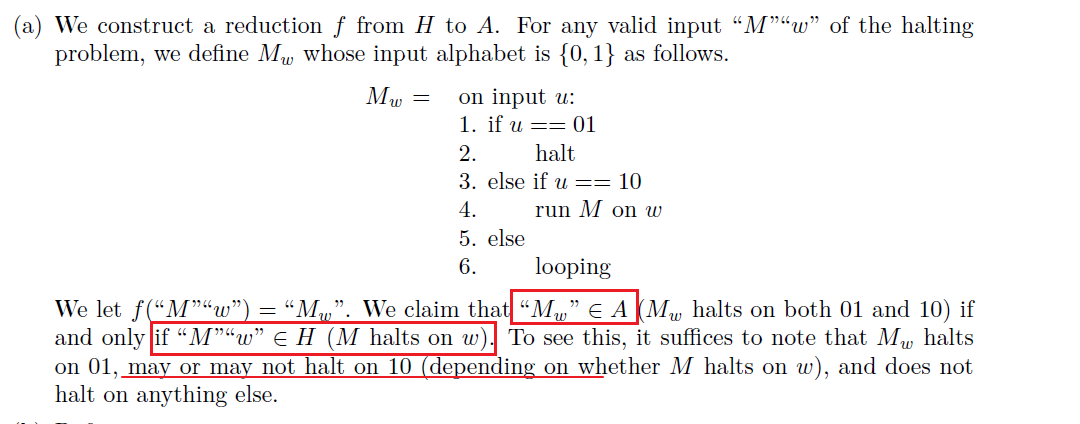 (a) We construct a reduction f from H to A. For any valid input “M”“w” of the halting
problem, we define M_w whose input alphabet is {0, 1} as follows.
M_w = on input u:
1. if u == 01
2. halt
3. else if u == 10
4. run M on w
5. else
6. looping
We let f(“M”“w”) = “M_w”. We claim that “M_w” ∈ A (M_w halts on both 01 and 10) if
and only if “M”“w” ∈ H (M halts on w). To see this, it suffices to note that M_w halts
on 01, may or may not halt on 10 (depending on whether M halts on w), and does not
halt on anything else.